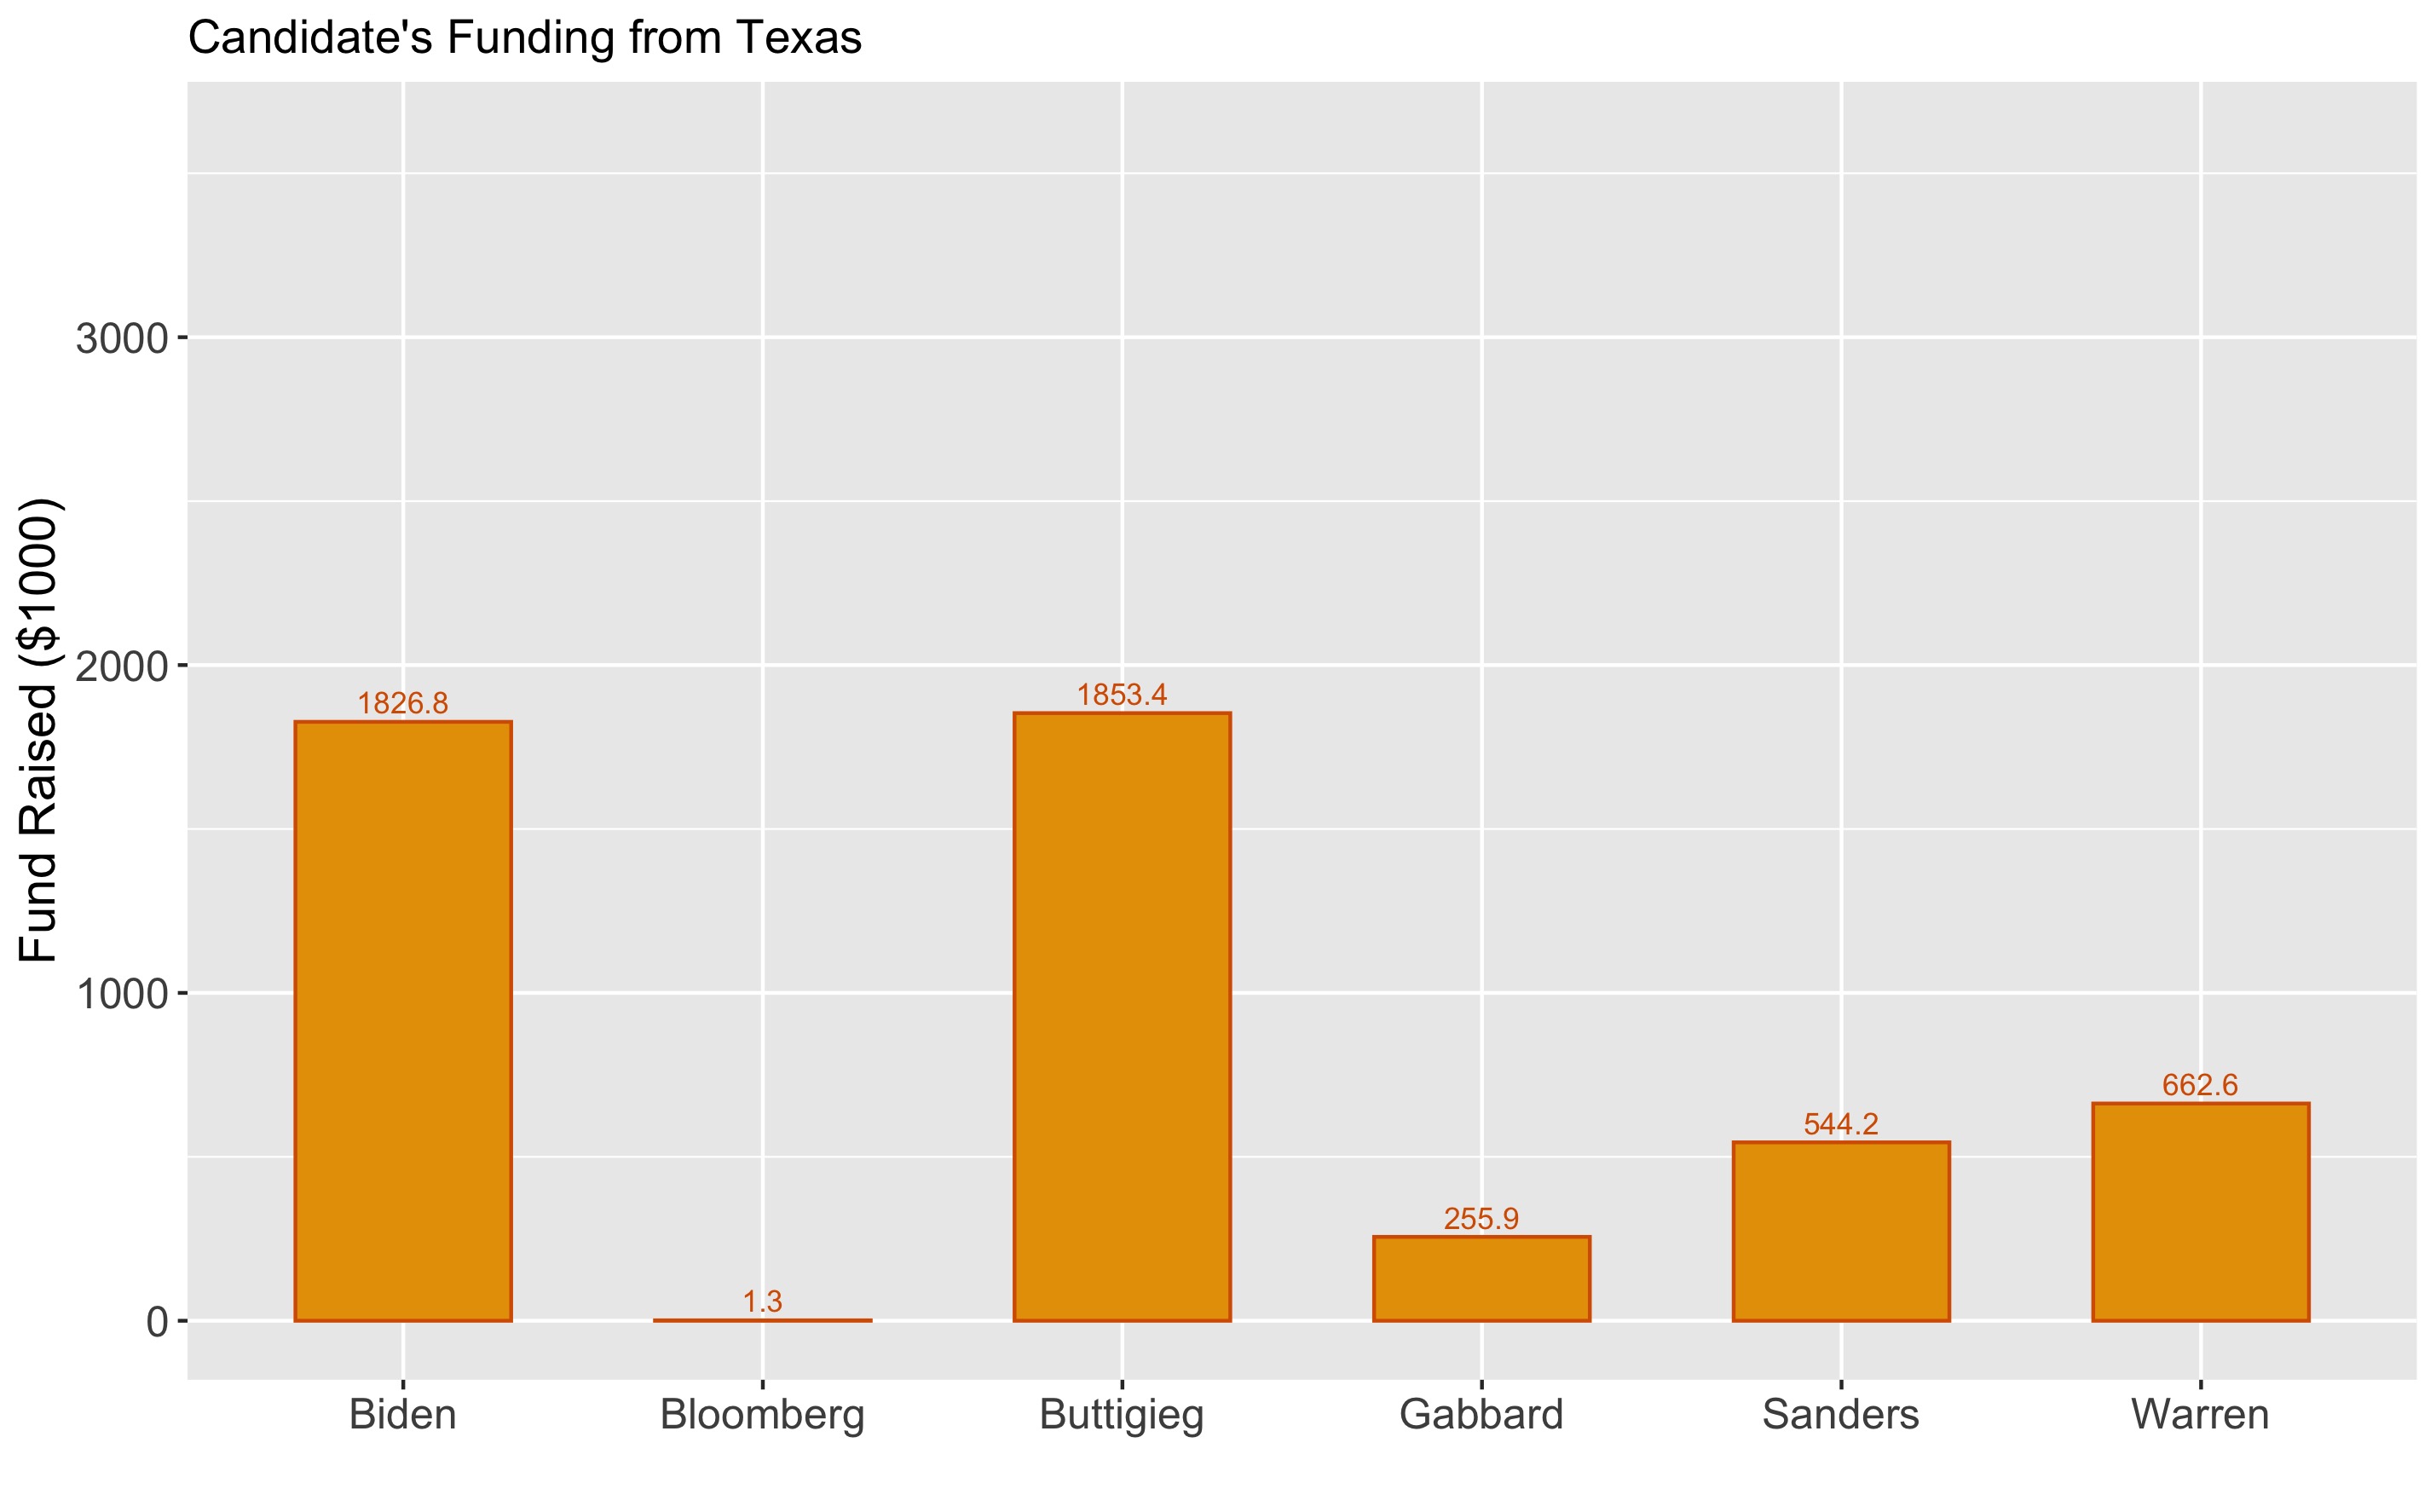 Candidate's Funding from Texas
Fund Raised ($1000)
3000
2000
1000
0
1826.8
1.3
1853.4
255.9
544.2
662.6
Biden
Bloomberg
Buttigieg
Gabbard
Sanders
Warren